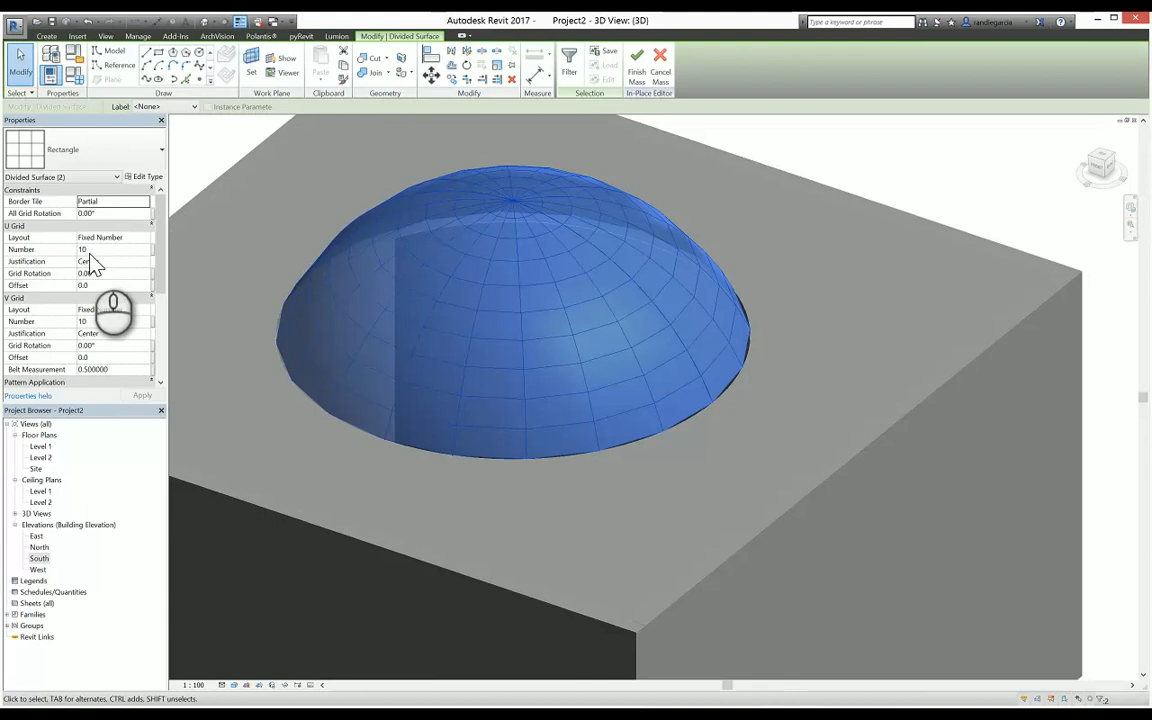 Autodesk Revit 2017 -   Project2 - 3D View: {3D}
Type a keyword or phrase
randlegarcia
Create Insert View Manage Add-Ins ArchVision Polantis® pyRevit Lumion Modify | Divided Surface
Modify
Model
Reference
Plane
Set
Show
Viewer
Paste
Cut
Join
Filter
Save
Load
Edit
Finish Mass
Cancel Mass
Select Properties Draw Work Plane Clipboard Geometry Modify Measure Selection In-Place Editor
Label: <None>
Instance Paramete
Properties
Rectangle
Divided Surface (2) Edit Type
Constraints
Border Tile Partial
All Grid Rotation 0.00°
U Grid
Layout Fixed Number
Number 10
Justification
Grid Rotation
Offset 0.0
V Grid
Layout
Number 10
Justification Center
Grid Rotation 0.00°
Offset 0.0
Belt Measurement 0.500000
Pattern Application
Properties help Apply
Project Browser - Project2
Views (all)
Floor Plans
Level 1
Level 2
Site
Ceiling Plans
Level 1
Level 2
3D Views
Elevations (Building Elevation)
East
North
South
West
Legends
Schedules/Quantities
Sheets (all)
Families
Groups
Revit Links
1 : 100
Click to select, TAB for alternates, CTRL adds, SHIFT unselects.
:2